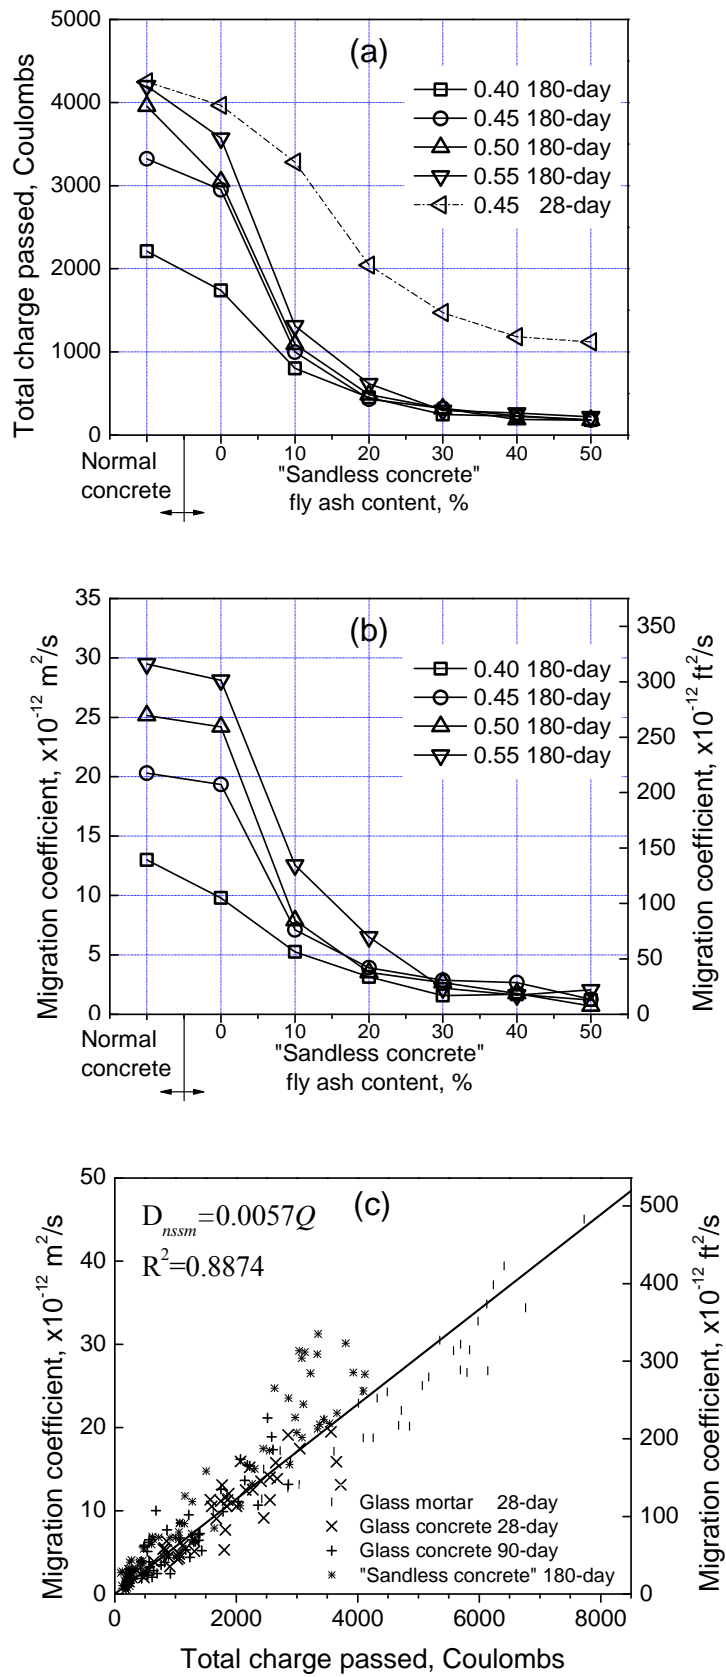 (a)
5000
4000
3000
2000
1000
0
Total charge passed, Coulombs
0.40 180-day
0.45 180-day
0.50 180-day
0.55 180-day
0.45 28-day
0 10 20 30 40 50
Normal concrete
"Sandless concrete"
fly ash content, %
(b)
35
30
25
20
15
10
5
0
Migration coefficient, x10⁻¹² m²/s
0.40 180-day
0.45 180-day
0.50 180-day
0.55 180-day
350
300
250
200
150
100
50
0
Migration coefficient, x10⁻¹² ft²/s
0 10 20 30 40 50
Normal concrete
"Sandless concrete"
fly ash content, %
(c)
50
40
30
20
10
0
Migration coefficient, x10⁻¹² m²/s
Dnssm=0.0057Q
R²=0.8874
Glass mortar 28-day
Glass concrete 28-day
Glass concrete 90-day
"Sandless concrete" 180-day
500
400
300
200
100
0
Migration coefficient, x10⁻¹² ft²/s
0 2000 4000 6000 8000
Total charge passed, Coulombs